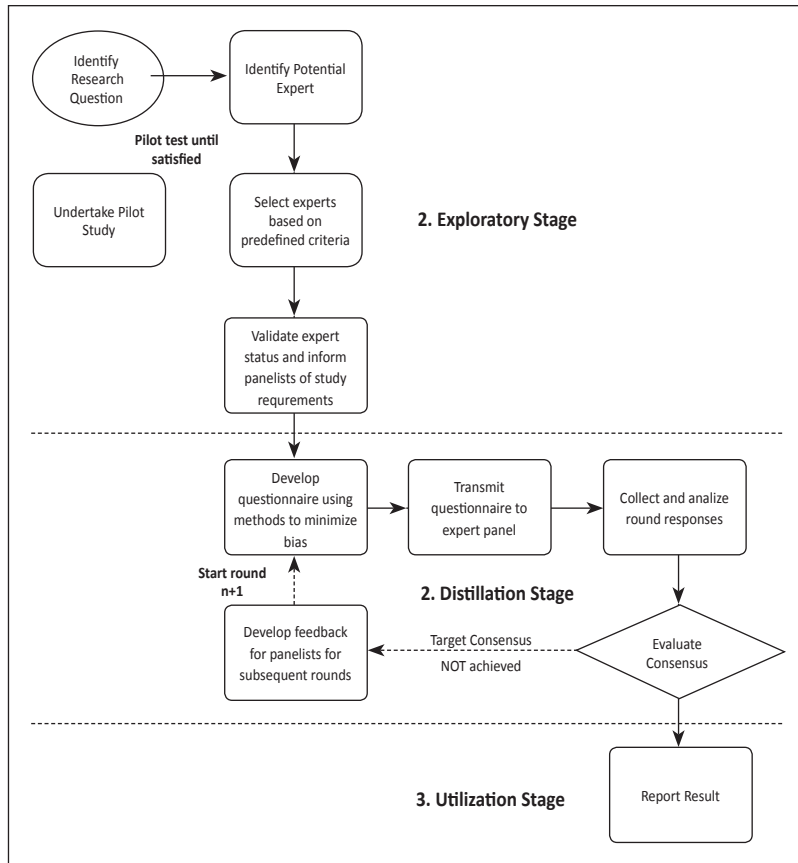 Identify
Research
Question
Identify Potential
Expert
Pilot test until
satisfied
Undertake Pilot
Study
Select experts
based on
predefined criteria
2. Exploratory Stage
Validate expert
status and inform
panelists of study
requrements
Develop
questionnaire using
methods to minimize
bias
Transmit
questionnaire to
expert panel
Collect and analize
round responses
Start round
n+1
2. Distillation Stage
Develop feedback
for panelists for
subsequent rounds
Target Consensus
NOT achieved
Evaluate
Consensus
3. Utilization Stage
Report Result